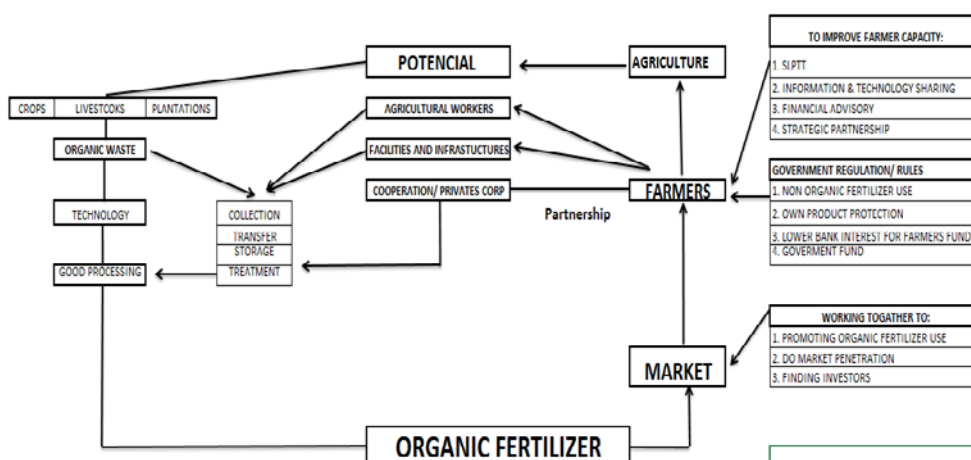 TO IMPROVE FARMER CAPACITY:
1. SLPTT
2. INFORMATION & TECHNOLOGY SHARING
3. FINANCIAL ADVISORY
4. STRATEGIC PARTNERSHIP
POTENCIAL
AGRICULTURE
CROPS
LIVESTCOKS
PLANTATIONS
AGRICULTURAL WORKERS
ORGANIC WASTE
FACILITIES AND INFRASTUCTURES
COOPERATION/ PRIVATES CORP
FARMERS
Partnership
GOVERNMENT REGULATION/ RULES
1. NON ORGANIC FERTILIZER USE
2. OWN PRODUCT PROTECTION
3. LOWER BANK INTEREST FOR FARMERS FUND
4. GOVERMENT FUND
TECHNOLOGY
COLLECTION
TRANSFER
STORAGE
TREATMENT
GOOD PROCESSING
WORKING TOGATHER TO:
1. PROMOTING ORGANIC FERTILIZER USE
2. DO MARKET PENETRATION
3. FINDING INVESTORS
MARKET
ORGANIC FERTILIZER